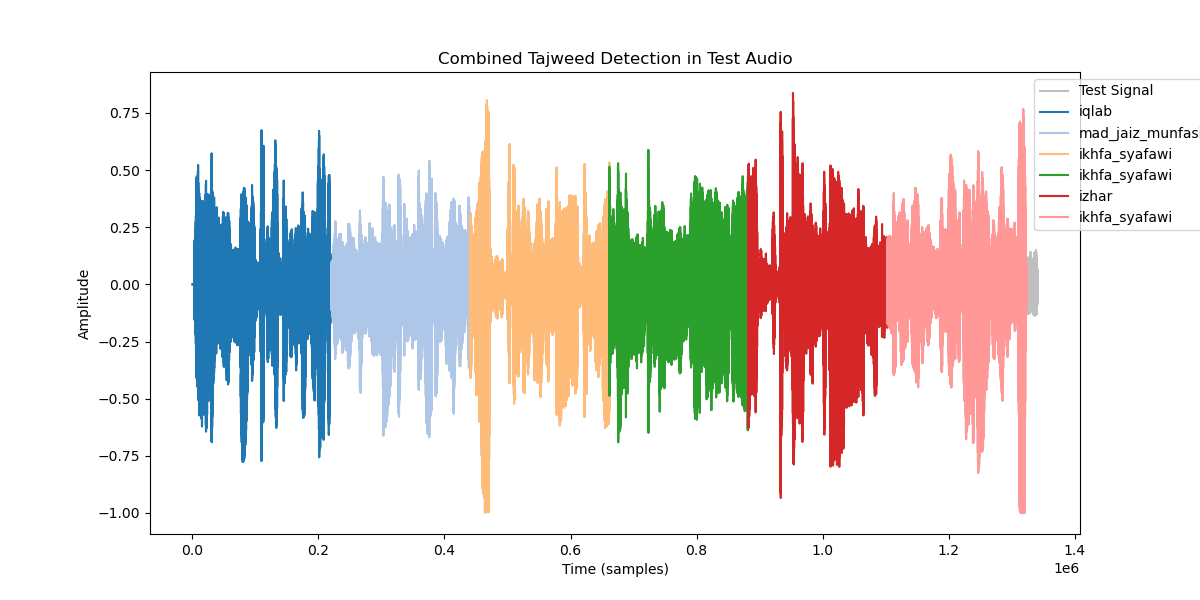 Combined Tajweed Detection in Test Audio
Test Signal
iqlab
mad_jaiz_munfas
ikhfa_syafawi
ikhfa_syafawi
izhar
ikhfa_syafawi
0.75
0.50
0.25
0.00
−0.25
−0.50
−0.75
−1.00
Amplitude
0.0 0.2 0.4 0.6 0.8 1.0 1.2 1.4
1e6
Time (samples)